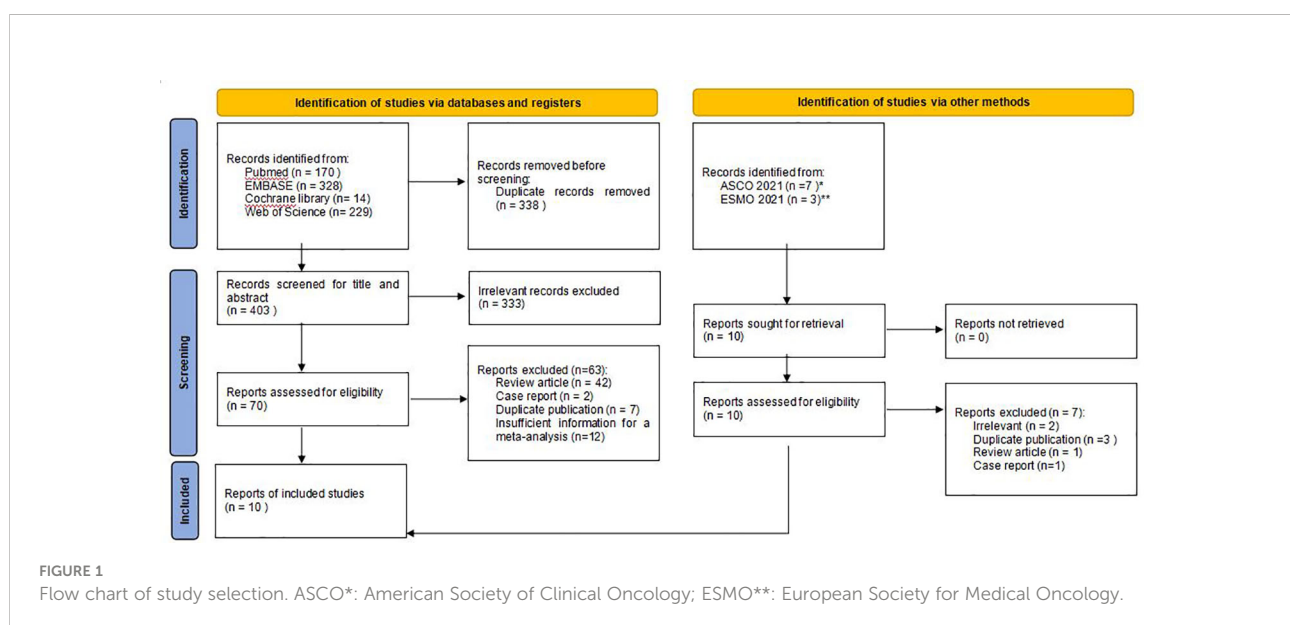 Identification of studies via databases and registers
Identification of studies via other methods
Identification
Records identified from:
Pubmed (n = 170 )
EMBASE (n = 328)
Cochrane library (n= 14)
Web of Science (n= 229)
Records removed before
screening:
Duplicate records removed
(n = 338 )
Records identified from:
ASCO 2021 (n =7 )*
ESMO 2021 (n = 3)**
Screening
Records screened for title and
abstract
(n = 403 )
Irrelevant records excluded
(n = 333)
Reports sought for retrieval
(n = 10)
Reports not retrieved
(n = 0)
Reports assessed for eligibility
(n = 70)
Reports excluded (n=63):
Review article (n = 42)
Case report (n = 2)
Duplicate publication (n = 7)
Insufficient information for a
meta-analysis (n=12)
Reports assessed for eligibility
(n = 10)
Reports excluded (n = 7):
Irrelevant (n = 2)
Duplicate publication (n =3 )
Review article (n = 1)
Case report (n=1)
Included
Reports of included studies
(n = 10 )
FIGURE 1
Flow chart of study selection. ASCO*: American Society of Clinical Oncology; ESMO**: European Society for Medical Oncology.